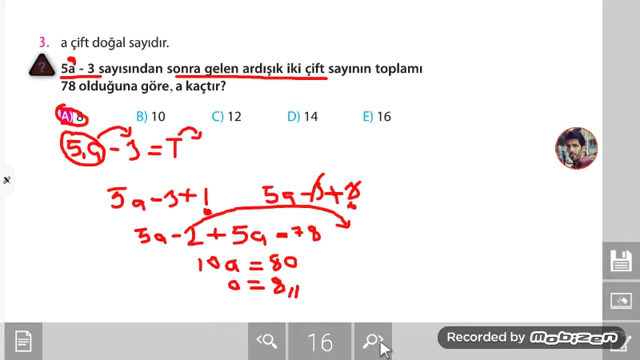 3. a çift doğal sayıdır.
5a - 3 sayısından sonra gelen ardışık iki çift sayının toplamı
78 olduğuna göre, a kaçtır?
A) 8 B) 10 C) 12 D) 14 E) 16
5.a - 3 = T
5a - 3 + 1 5a - 3 + 3
5a - 2 + 5a = 78
10a = 80
a = 8
16
Recorded by mobizen